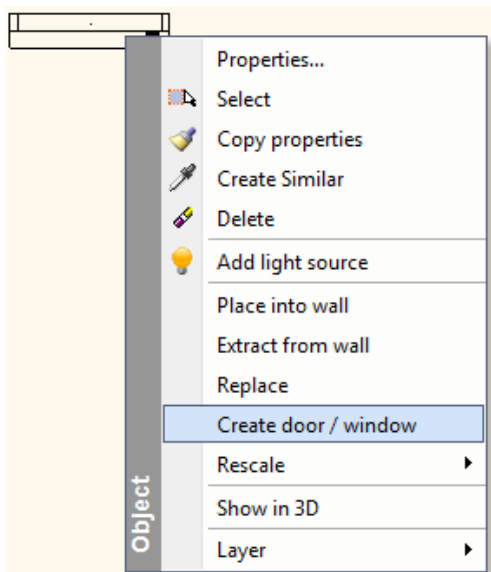 Properties...
Select
Copy properties
Create Similar
Delete
Add light source
Place into wall
Extract from wall
Replace
Create door / window
Rescale
Show in 3D
Layer
Object